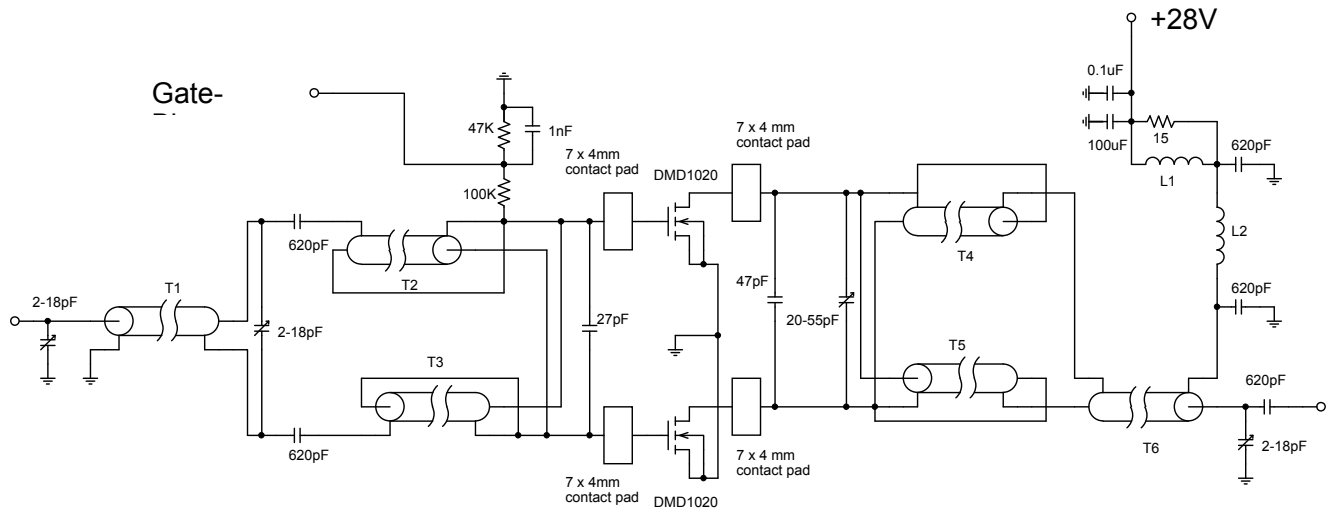 +28V
0.1uF
Gate-
47K
1nF
7 x 4 mm
contact pad
100uF
15
620pF
7 x 4mm
contact pad
DMD1020
L1
100K
620pF
T2
T4
L2
2-18pF
T1
2-18pF
27pF
47pF
20-55pF
620pF
T3
T5
620pF
620pF
7 x 4mm
contact pad
DMD1020
7 x 4 mm
contact pad
T6
2-18pF